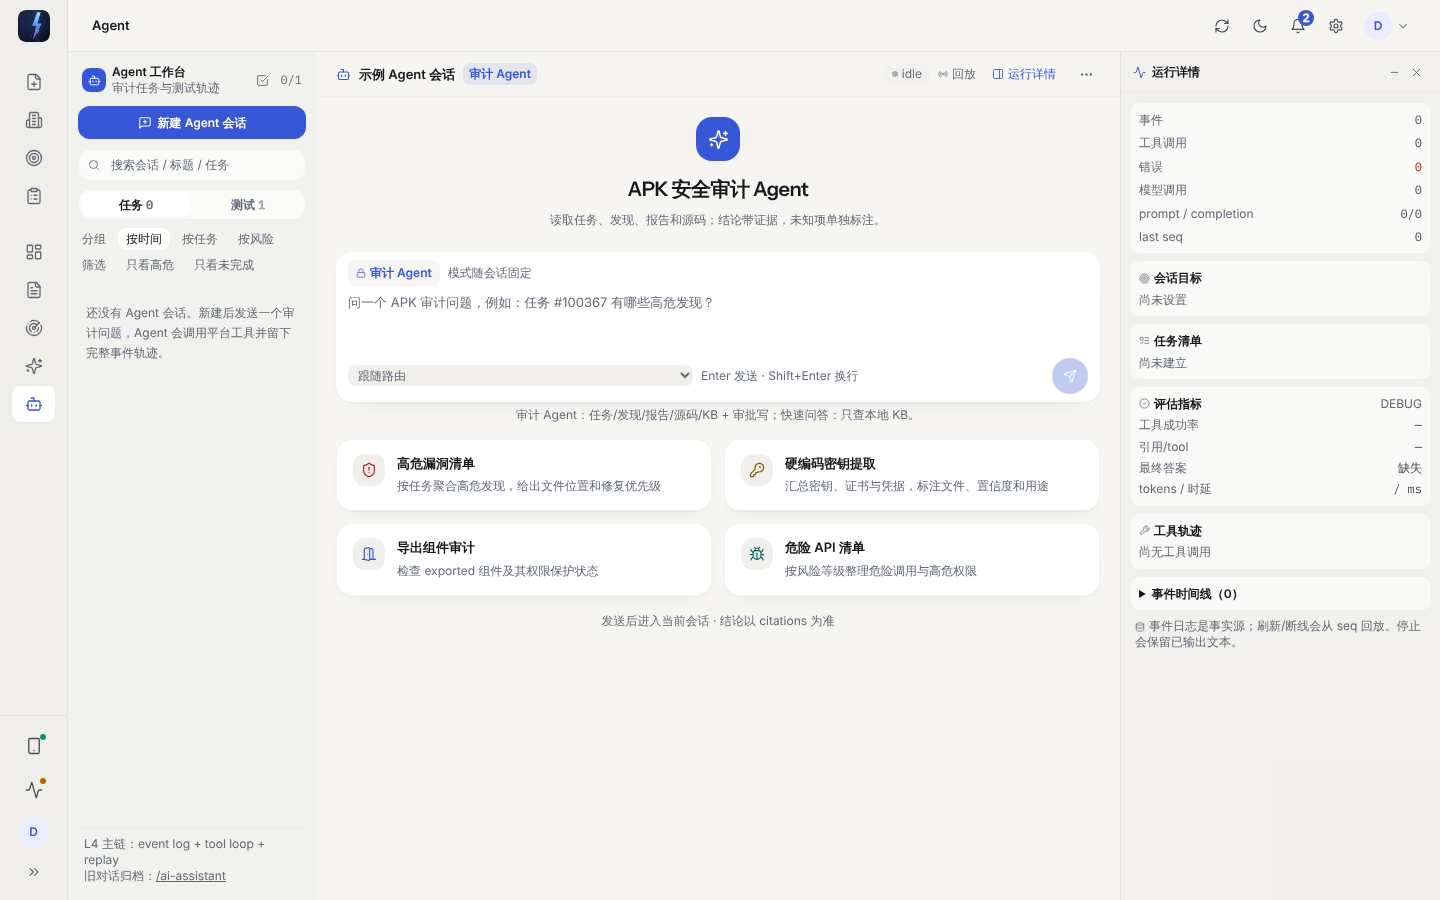 Agent
2
D
Agent 工作台
审计任务与测试轨迹
0/1
新建 Agent 会话
搜索会话 / 标题 / 任务
任务 0
测试 1
分组 按时间 按任务 按风险
筛选 只看高危 只看未完成
还没有 Agent 会话。新建后发送一个审
计问题，Agent 会调用平台工具并留下
完整事件轨迹。
L4 主链：event log + tool loop +
replay
旧对话归档：/ai-assistant
D
示例 Agent 会话 审计 Agent
idle 回放 运行详情
APK 安全审计 Agent
读取任务、发现、报告和源码；结论带证据，未知项单独标注。
审计 Agent 模式随会话固定
问一个 APK 审计问题，例如：任务 #100367 有哪些高危发现？
跟随路由 Enter 发送 · Shift+Enter 换行
审计 Agent：任务/发现/报告/源码/KB + 审批写；快速问答：只查本地 KB。
高危漏洞清单
按任务聚合高危发现，给出文件位置和修复优先级
硬编码密钥提取
汇总密钥、证书与凭据，标注文件、置信度和用途
导出组件审计
检查 exported 组件及其权限保护状态
危险 API 清单
按风险等级整理危险调用与高危权限
发送后进入当前会话 · 结论以 citations 为准
运行详情
事件 0
工具调用 0
错误 0
模型调用 0
prompt / completion 0/0
last seq 0
会话目标
尚未设置
任务清单
尚未建立
评估指标 DEBUG
工具成功率 —
引用/tool —
最终答案 缺失
tokens / 时延 / ms
工具轨迹
尚无工具调用
事件时间线（0）
事件日志是事实源；刷新/断线会从 seq 回放。停止
会保留已输出文本。